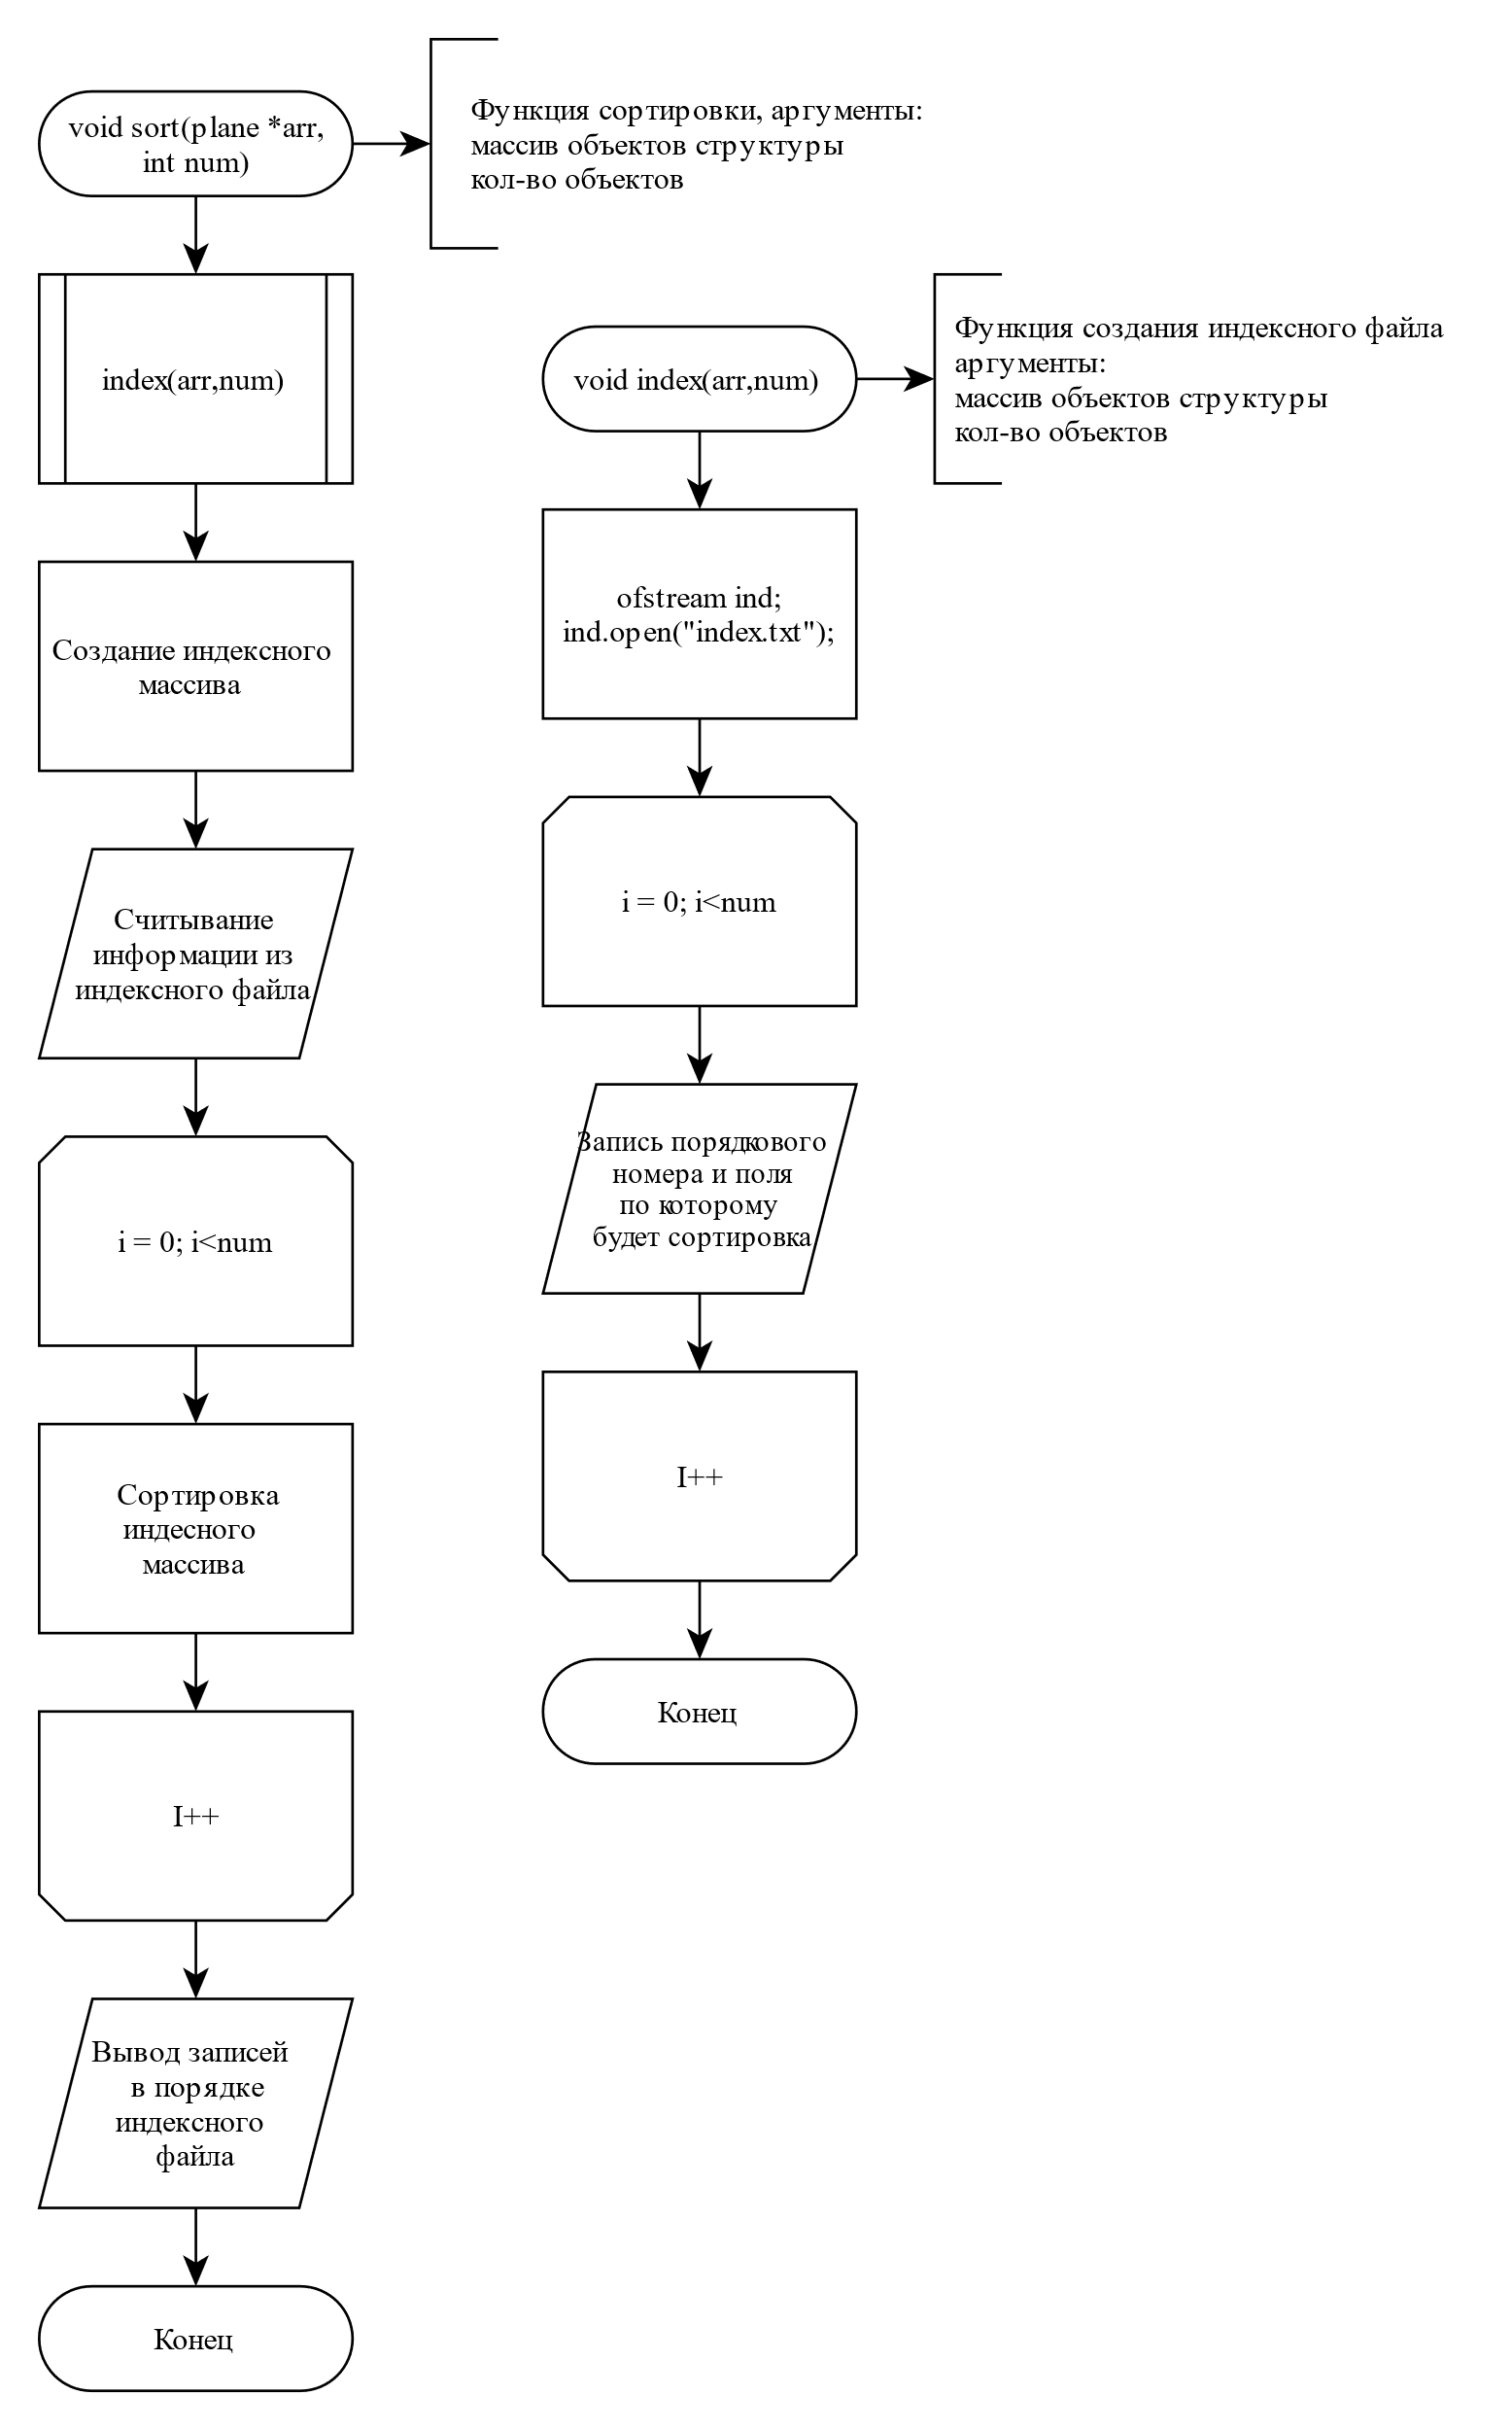 void sort(plane *arr,
int num)
Функция сортировки, аргументы:
массив объектов структуры
кол-во объектов
index(arr,num)
Создание индексного
массива
Считывание
информации из
индексного файла
i = 0; i<num
Сортировка
индесного
массива
I++
Вывод записей
в порядке
индексного
файла
Конец
void index(arr,num)
Функция создания индексного файла
аргументы:
массив объектов структуры
кол-во объектов
ofstream ind;
ind.open("index.txt");
i = 0; i<num
Запись порядкового
номера и поля
по которому
будет сортировка
I++
Конец